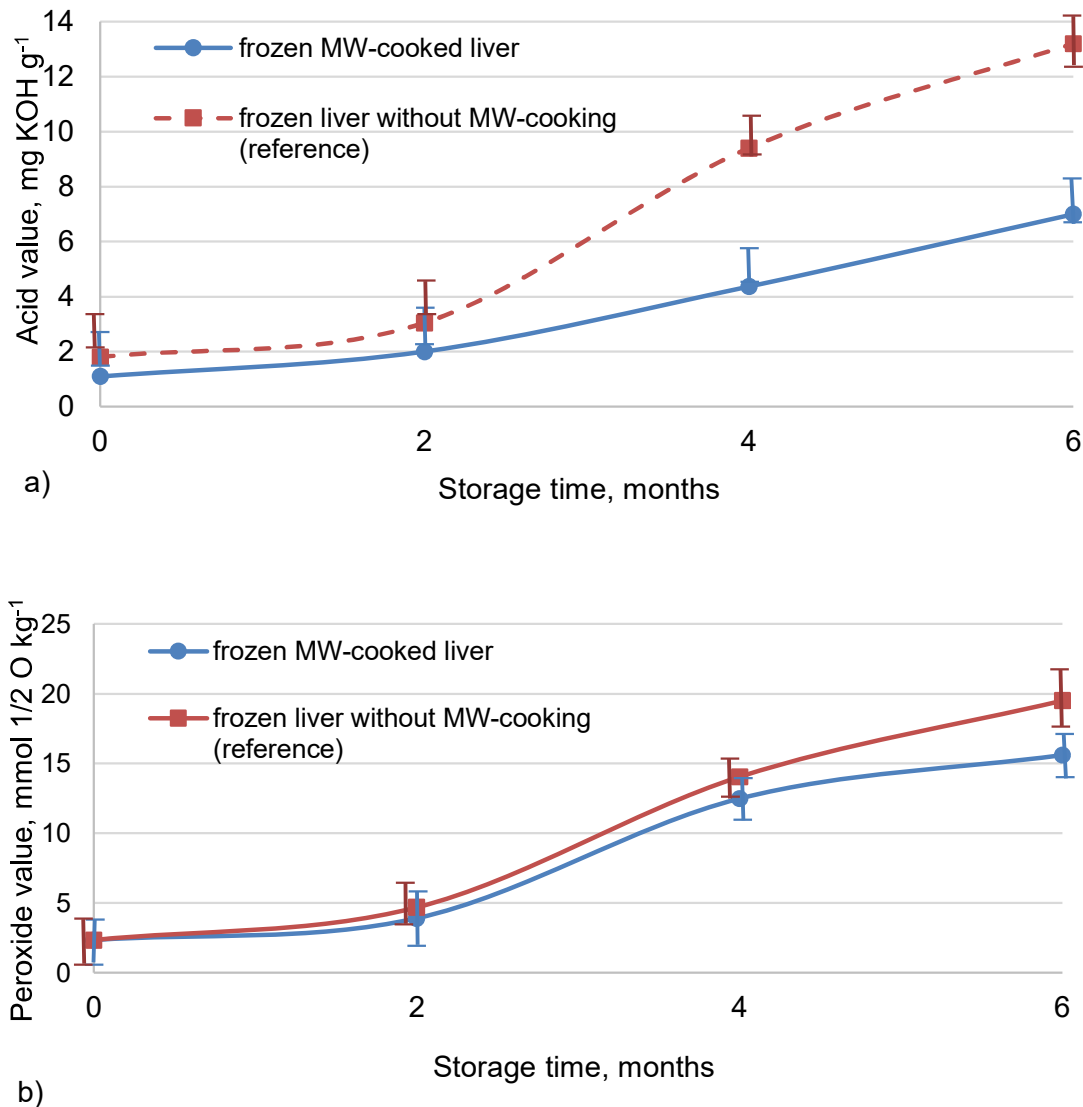 Acid value, mg KOH g⁻¹
14
12
10
8
6
4
2
0
frozen MW-cooked liver
frozen liver without MW-cooking
(reference)
0 2 4 6
Storage time, months
a)
Peroxide value, mmol 1/2 O kg⁻¹
25
20
15
10
5
0
frozen MW-cooked liver
frozen liver without MW-cooking
(reference)
0 2 4 6
Storage time, months
b)